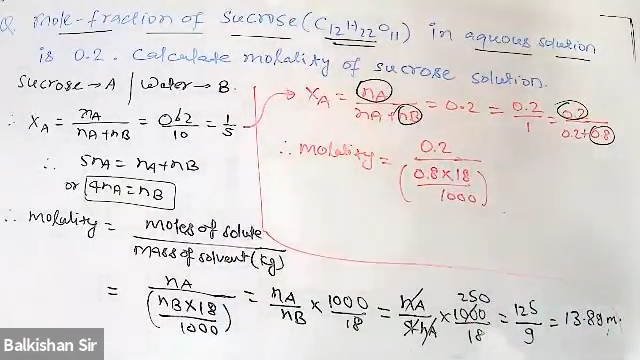 Q. Mole-fraction of sucrose (C12H22O11) in aqueous solution
is 0.2. Calculate molality of sucrose solution.
Sucrose → A | Water → B.
∴ XA = nA / (nA + nB) = 0.2 / 10 = 1/5
∴ 5nA = nA + nB
or 4nA = nB
∴ molality = moles of solute / mass of solvent (kg)
= nA / (nB × 18 / 1000) = nA / nB × 1000 / 18 = nA / 4nA × 1000 / 18 250 = 125 / 9 = 13.89 m.
→ XA = nA / (nA + nB) = 0.2 = 0.2 / 1 = 0.2 / (0.2 + 0.8)
∴ molality = 0.2 / (0.8 × 18 / 1000)
Balkishan Sir